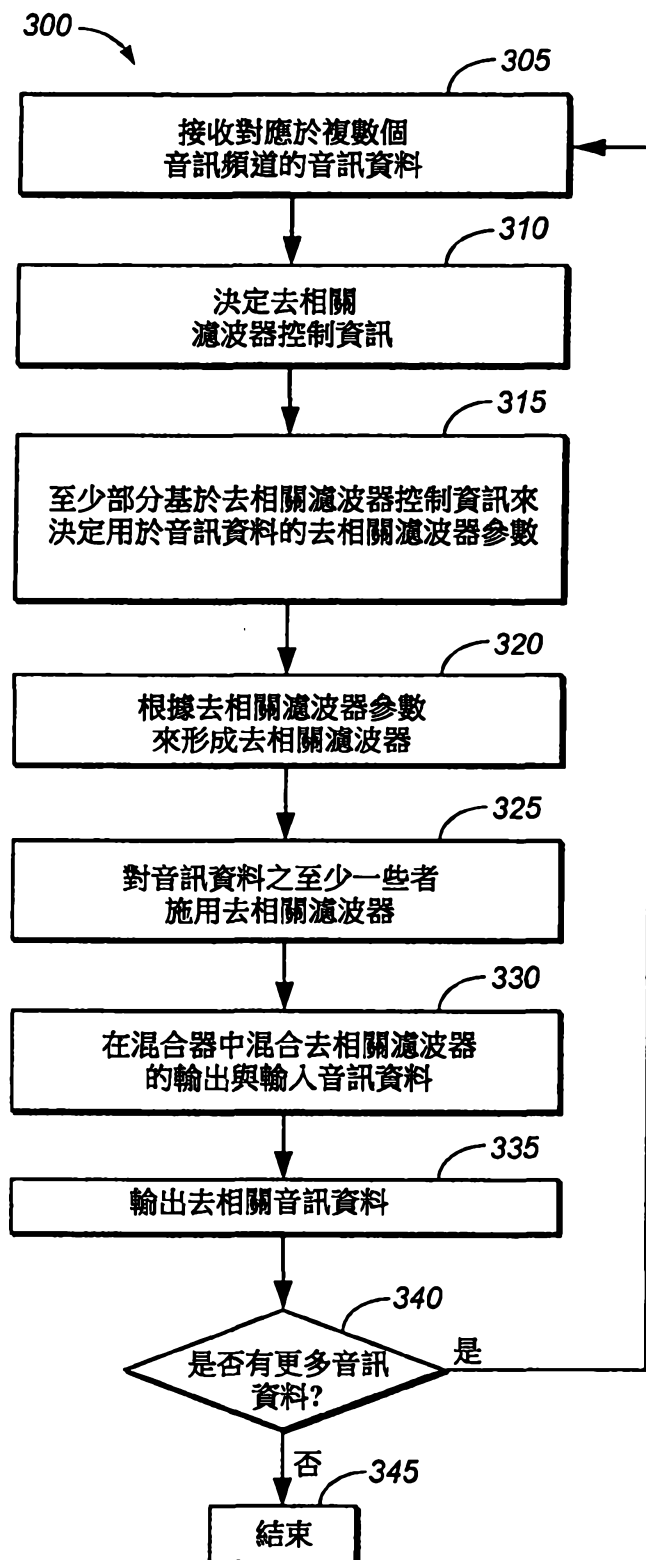 300
305
接收對應於複數個
音訊頻道的音訊資料
310
決定去相關
濾波器控制資訊
315
至少部分基於去相關濾波器控制資訊來
決定用於音訊資料的去相關濾波器參數
320
根據去相關濾波器參數
來形成去相關濾波器
325
對音訊資料之至少一些者
施用去相關濾波器
330
在混合器中混合去相關濾波器
的輸出與輸入音訊資料
335
輸出去相關音訊資料
340
是否有更多音訊
資料?
是
否
345
結束